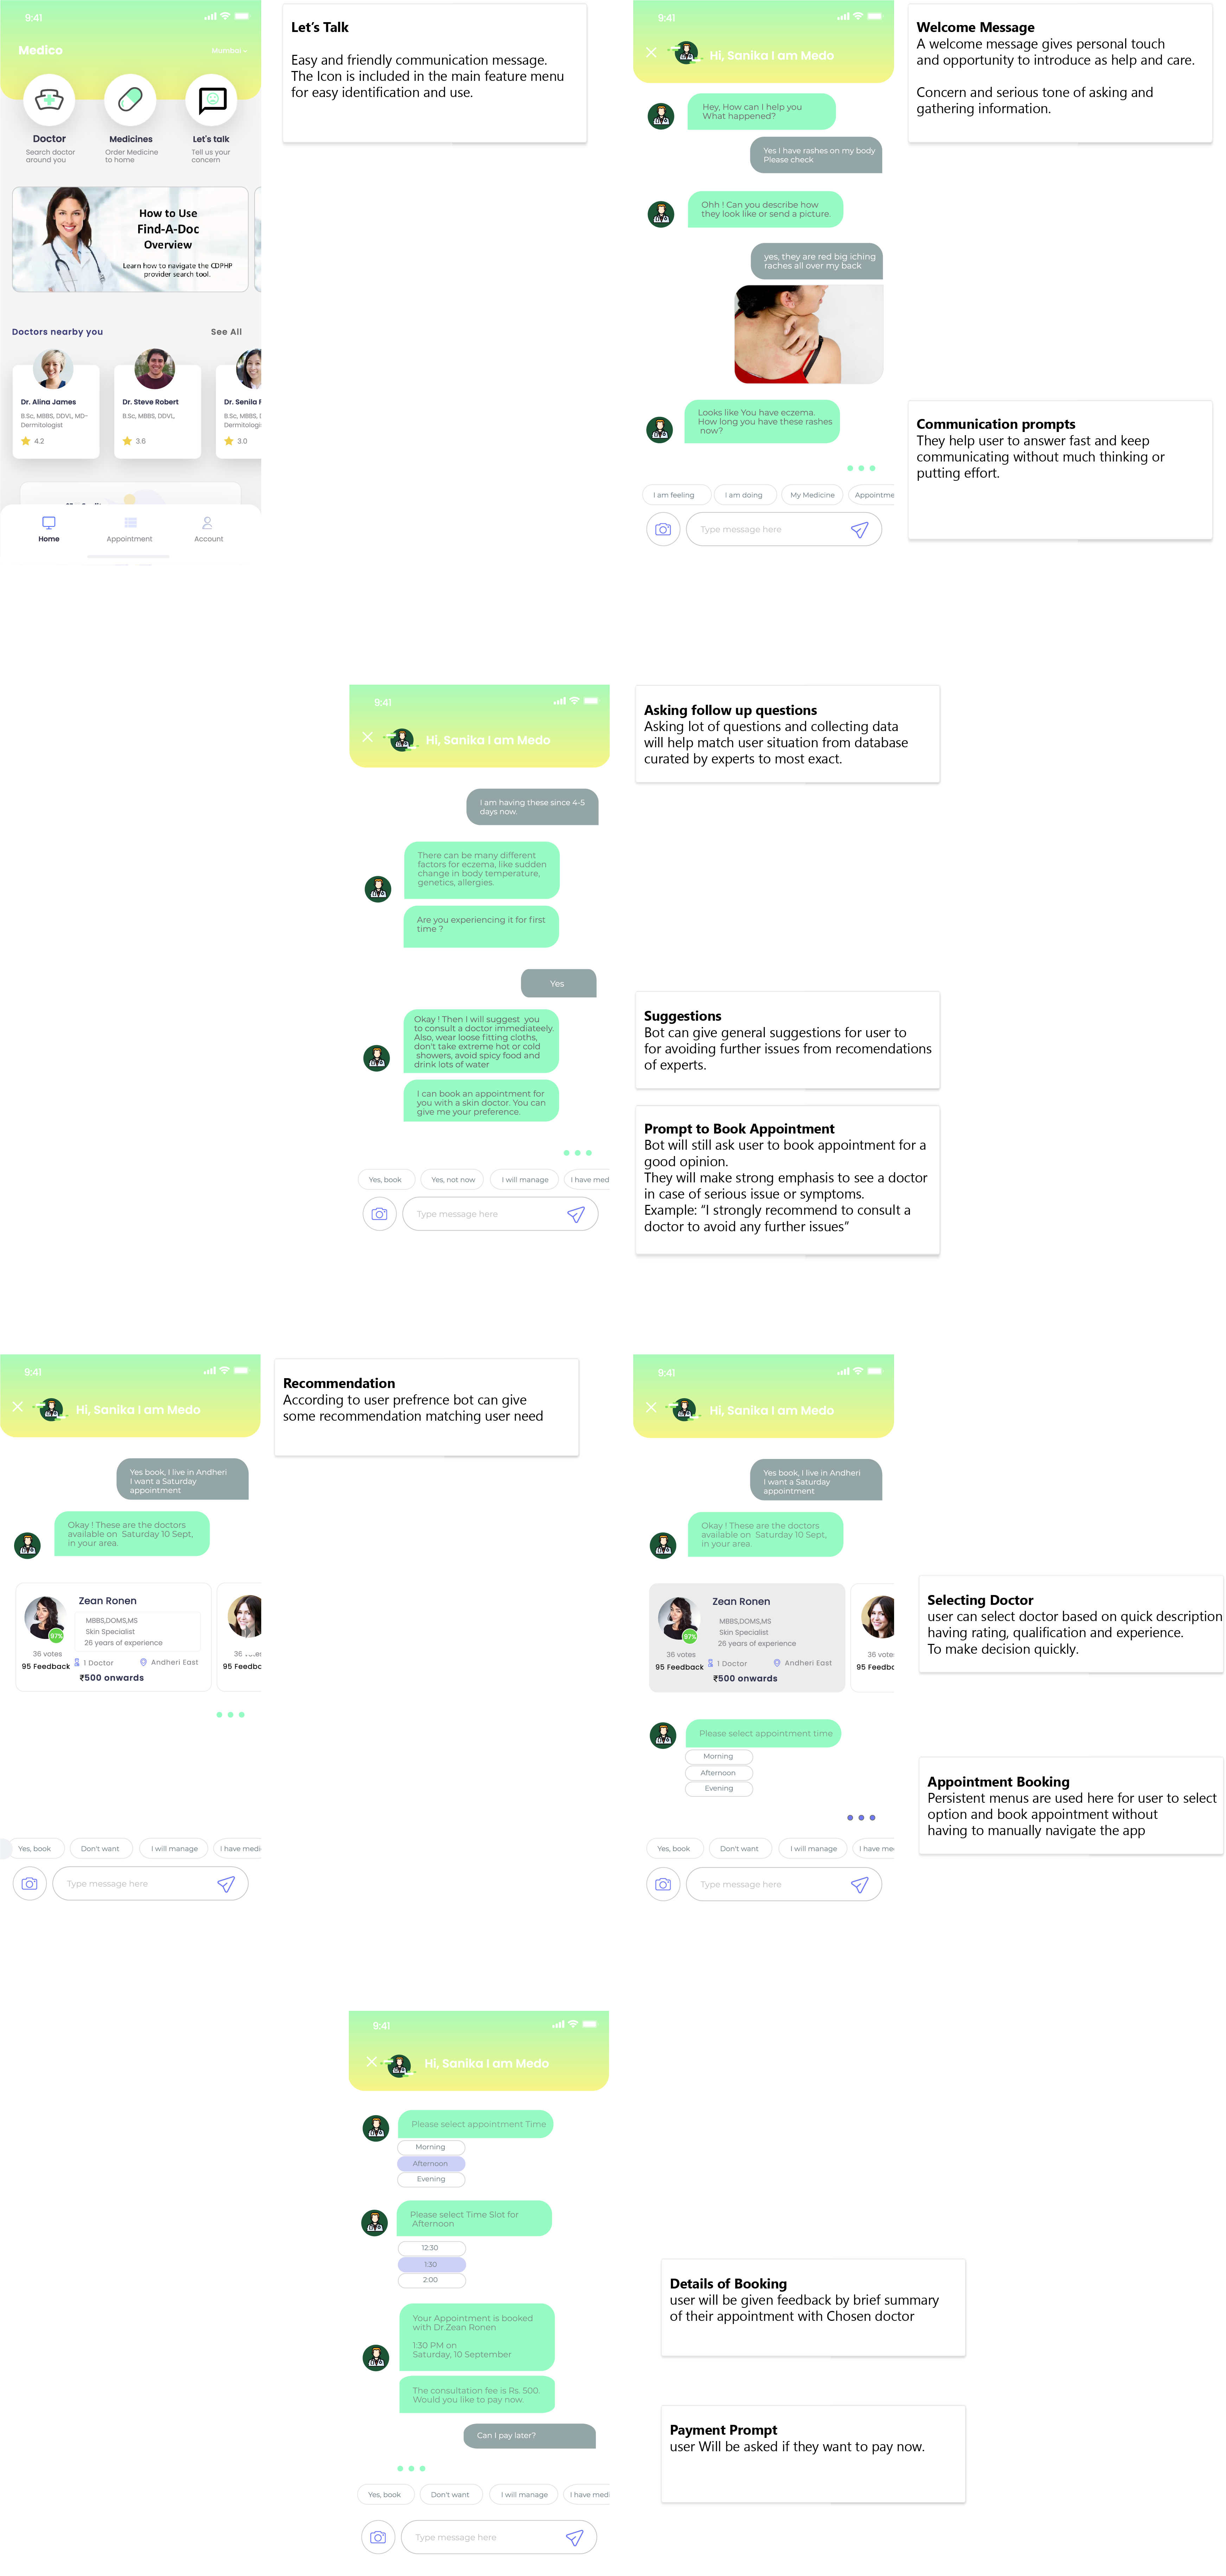 9:41
Medico
Mumbai
Doctor
Search doctor
around you
Medicines
Order Medicine
to home
Let's talk
Tell us your
concern
How to Use
Find-A-Doc
Overview
Learn how to navigate the CDPHP
provider search tool.
Doctors nearby you
See All
Dr. Alina James
B.Sc, MBBS, DDVL, MD-
Dermitologist
4.2
Dr. Steve Robert
B.Sc, MBBS, DDVL,
3.6
Dr. Senila
B.Sc, MBBS,
3.0
Home
Appointment
Account
Let's Talk
Easy and friendly communication message.
The Icon is included in the main feature menu
for easy identification and use.
9:41
Hi, Sanika I am Medo
Hey, How can I help you
What happened?
Yes I have rashes on my body
Please check
Ohh ! Can you describe how
they look like or send a picture.
yes, they are red big iching
raches all over my back
Looks like You have eczema.
How long you have these rashes
now?
I am feeling
I am doing
My Medicine
Appointme
Type message here
Welcome Message
A welcome message gives personal touch
and opportunity to introduce as help and care.
Concern and serious tone of asking and
gathering information.
Communication prompts
They help user to answer fast and keep
communicating without much thinking or
putting effort.
9:41
Hi, Sanika I am Medo
I am having these since 4-5
days now.
There can be many different
factors for eczema, like sudden
change in body temperature,
genetics, allergies.
Are you experiencing it for first
time ?
Yes
Okay ! Then I will suggest you
to consult a doctor immediately.
Also, wear loose fitting cloths,
don't take extreme hot or cold
showers, avoid spicy food and
drink lots of water
I can book an appointment for
you with a skin doctor. You can
give me your preference.
Yes, book
Yes, not now
I will manage
I have med
Type message here
Asking follow up questions
Asking lot of questions and collecting data
will help match user situation from database
curated by experts to most exact.
Suggestions
Bot can give general suggestions for user to
for avoiding further issues from recomendations
of experts.
Prompt to Book Appointment
Bot will still ask user to book appointment for a
good opinion.
They will make strong emphasis to see a doctor
in case of serious issue or symptoms.
Example: “I strongly recommend to consult a
doctor to avoid any further issues”
9:41
Hi, Sanika I am Medo
Yes book, I live in Andheri
I want a Saturday
appointment
Okay ! These are the doctors
available on Saturday 10 Sept,
in your area.
Zean Ronen
MBBS,DOMS,MS
Skin Specialist
26 years of experience
97%
36 votes
95 Feedback
1 Doctor
Andheri East
₹500 onwards
36
95 Feedbc
Yes, book
Don't want
I will manage
I have medi
Type message here
Recommendation
According to user prefrence bot can give
some recommendation matching user need
9:41
Hi, Sanika I am Medo
Yes book, I live in Andheri
I want a Saturday
appointment
Okay ! These are the doctors
available on Saturday 10 Sept,
in your area.
Zean Ronen
MBBS,DOMS,MS
Skin Specialist
26 years of experience
97%
36 votes
95 Feedback
1 Doctor
Andheri East
₹500 onwards
36 vote
95 Feedbc
Please select appointment time
Morning
Afternoon
Evening
Yes, book
Don't want
I will manage
I have me
Type message here
Selecting Doctor
user can select doctor based on quick description
having rating, qualification and experience.
To make decision quickly.
Appointment Booking
Persistent menus are used here for user to select
option and book appointment without
having to manually navigate the app
9:41
Hi, Sanika I am Medo
Please select appointment Time
Morning
Afternoon
Evening
Please select Time Slot for
Afternoon
12:30
1:30
2:00
Your Appointment is booked
with Dr.Zean Ronen
1:30 PM on
Saturday, 10 September
The consultation fee is Rs. 500.
Would you like to pay now.
Can I pay later?
Yes, book
Don't want
I will manage
I have med
Type message here
Details of Booking
user will be given feedback by brief summary
of their appointment with Chosen doctor
Payment Prompt
user Will be asked if they want to pay now.